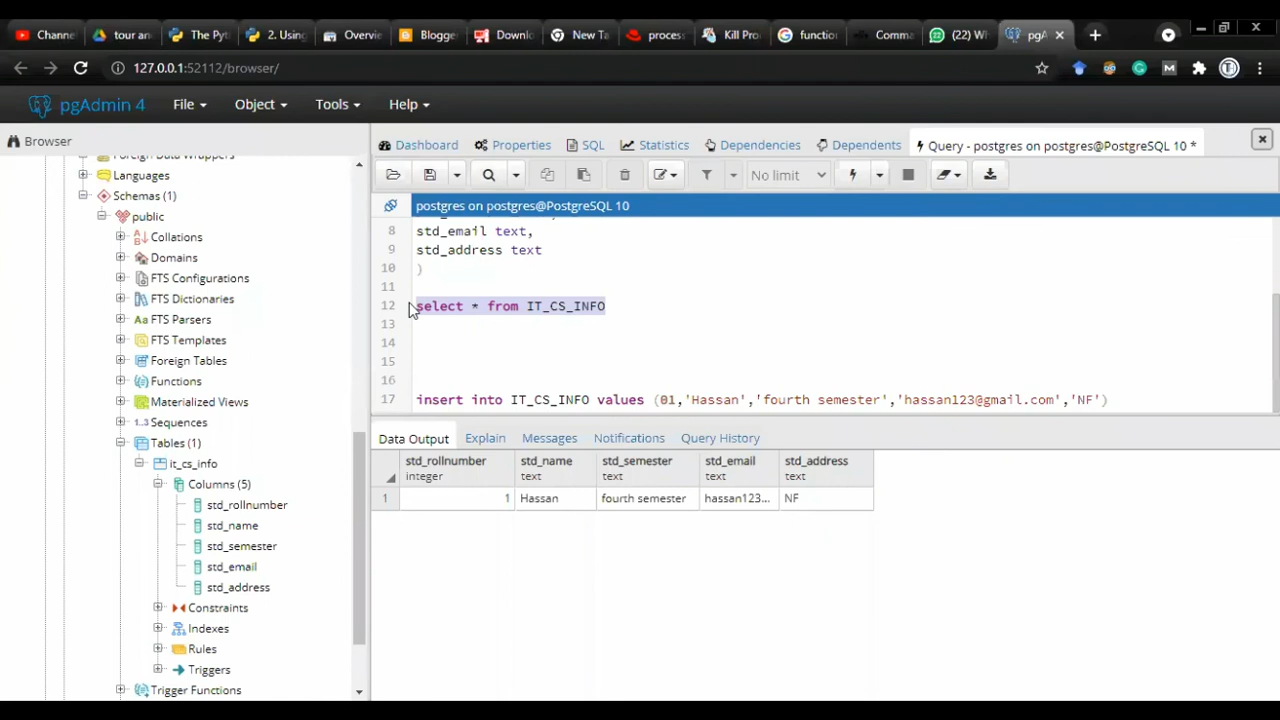 Channe
tour an
The Py
2. Using
Overvie
Blogge
Downlo
New Ta
process
Kill Pro
functio
Comma
(22) W
pgA
127.0.0.1:52112/browser/
pgAdmin 4
File
Object
Tools
Help
Browser
Dashboard
Properties
SQL
Statistics
Dependencies
Dependents
Query - postgres on postgres@PostgreSQL 10 *
No limit
postgres on postgres@PostgreSQL 10
Foreign Data Wrappers
Languages
Schemas (1)
public
Collations
Domains
FTS Configurations
FTS Dictionaries
FTS Parsers
FTS Templates
Foreign Tables
Functions
Materialized Views
Sequences
Tables (1)
it_cs_info
Columns (5)
std_rollnumber
std_name
std_semester
std_email
std_address
Constraints
Indexes
Rules
Triggers
Trigger Functions
8 std_email text,
9 std_address text
10 )
11
12 select * from IT_CS_INFO
13
14
15
16
17 insert into IT_CS_INFO values (01,'Hassan','fourth semester','hassan123@gmail.com','NF')
Data Output
Explain
Messages
Notifications
Query History
std_rollnumber std_name std_semester std_email std_address
integer text text text text
1 1 Hassan fourth semester hassan123... NF